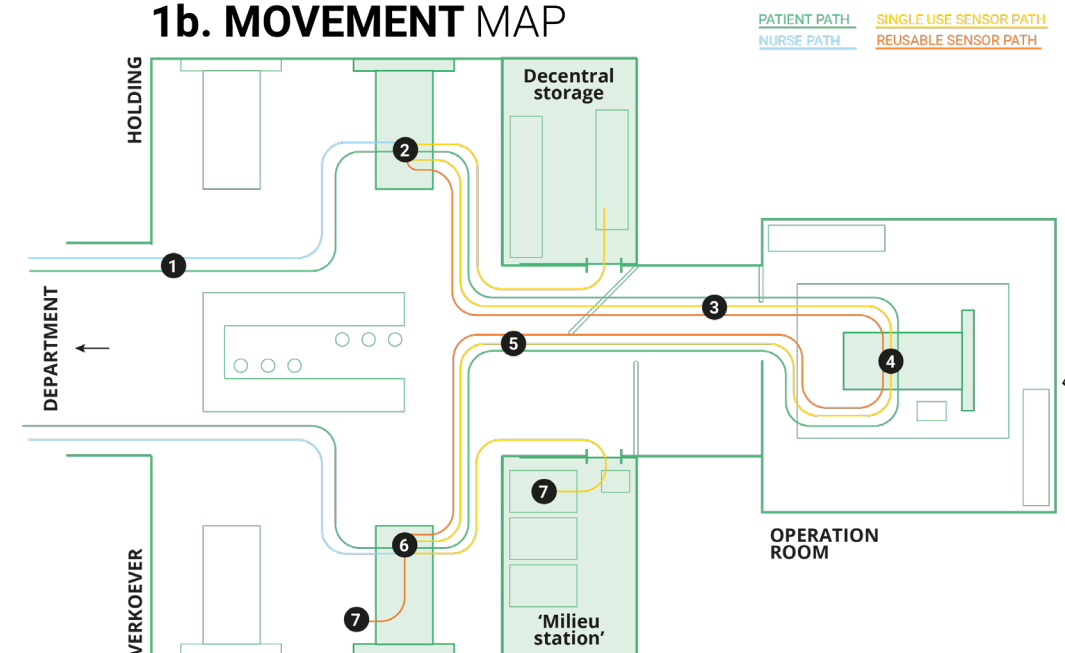 1b. MOVEMENT MAP
PATIENT PATH
SINGLE USE SENSOR PATH
NURSE PATH
REUSABLE SENSOR PATH
HOLDING
Decentral
storage
2
1
3
DEPARTMENT
5
4
7
6
OPERATION
ROOM
VERKOEVER
7
‘Milieu
station’